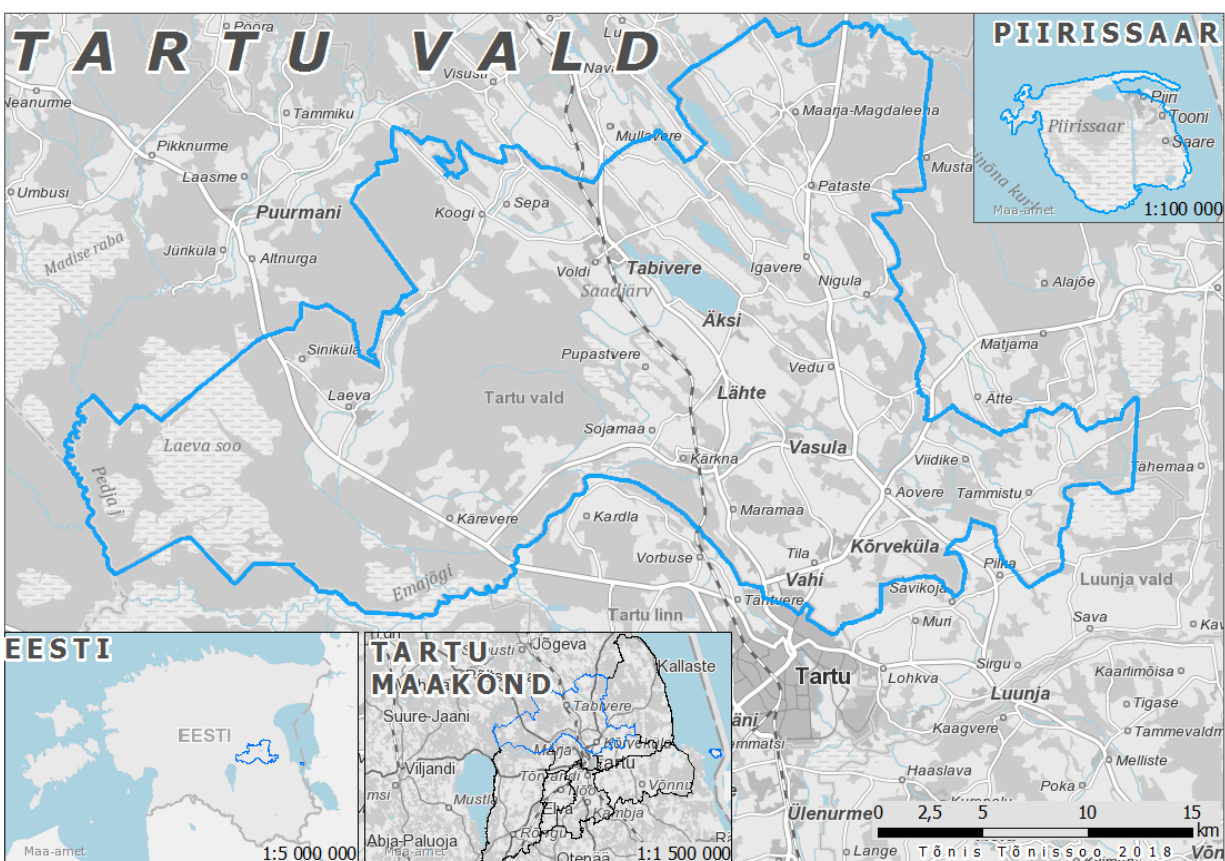 TARTU VALD
PIIRISSAAR
Pööra
Visusti
Neanurme
Tammiku
Mullavere
Maarja-Magdaleena
Piiri
Tooni
Piirissaar
Saare
Pikknurme
Laasme
Umbusi
Sepa
Koogi
Pataste
Maa-amet
1:100 000
Puurmani
Madise raba
Jüriküla
Altnurga
Voldi
Tabivere
Saadjärv
Igavere
Nigula
Alajõe
Äksi
Siniküla
Pupastvere
Matjama
Vedu
Laeva
Tartu vald
Lähte
Ätte
Laeva soo
Sojamaa
Vasula
Kärkna
Viidike
Pedja j
Aovere
Tammistu
Kärevere
Kardla
Maramaa
Kõrveküla
Vorbuse
Tila
Pilka
Emajõgi
Vahi
Luunja vald
Tähtvere
Savikoja
Tartu linn
Muri
Sava
EESTI
TARTU
MAAKOND
Jõgeva
Kallaste
Sirgu
Kaarlimõisa
Lohkva
Tartu
Luunja
Tigase
Suure-Jaani
Tabivere
EESTI
Kaagvere
Marja
Kõrveküla
Tartu
Viljandi
Võnnu
Melliste
Haaslava
Poka
Elva
Kambja
Ülenurme
0 2,5 5 10 15
km
Abja-Paluoja
Otepää
Maa-amet
1:5 000 000
Maa-amet
1:1 500 000
Lange
Tõnis Tõnissoo 2018